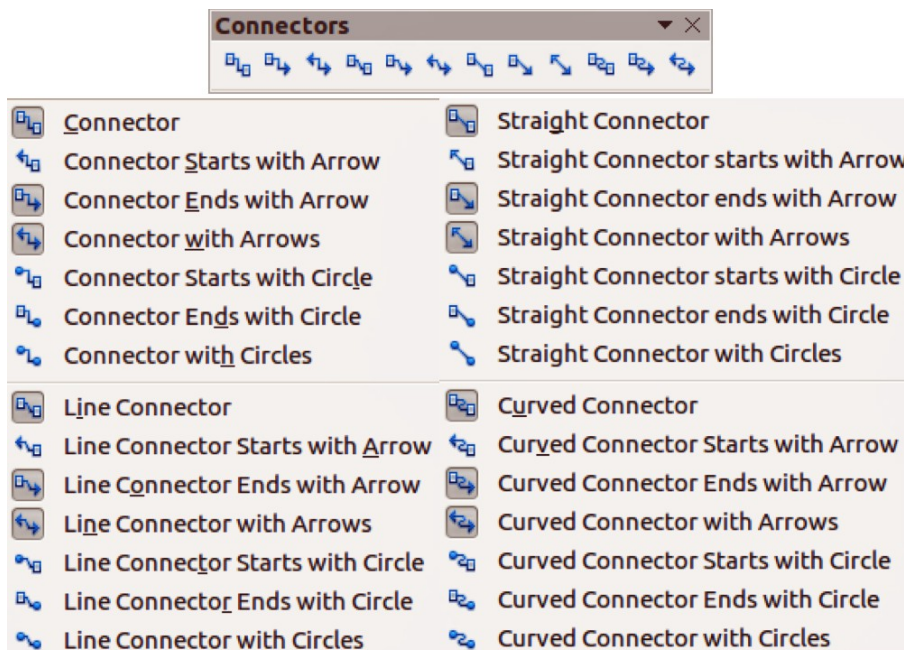 Connectors
Connector
Connector Starts with Arrow
Connector Ends with Arrow
Connector with Arrows
Connector Starts with Circle
Connector Ends with Circle
Connector with Circles
Straight Connector
Straight Connector starts with Arrow
Straight Connector ends with Arrow
Straight Connector with Arrows
Straight Connector starts with Circle
Straight Connector ends with Circle
Straight Connector with Circles
Line Connector
Line Connector Starts with Arrow
Line Connector Ends with Arrow
Line Connector with Arrows
Line Connector Starts with Circle
Line Connector Ends with Circle
Line Connector with Circles
Curved Connector
Curved Connector Starts with Arrow
Curved Connector Ends with Arrow
Curved Connector with Arrows
Curved Connector Starts with Circle
Curved Connector Ends with Circle
Curved Connector with Circles